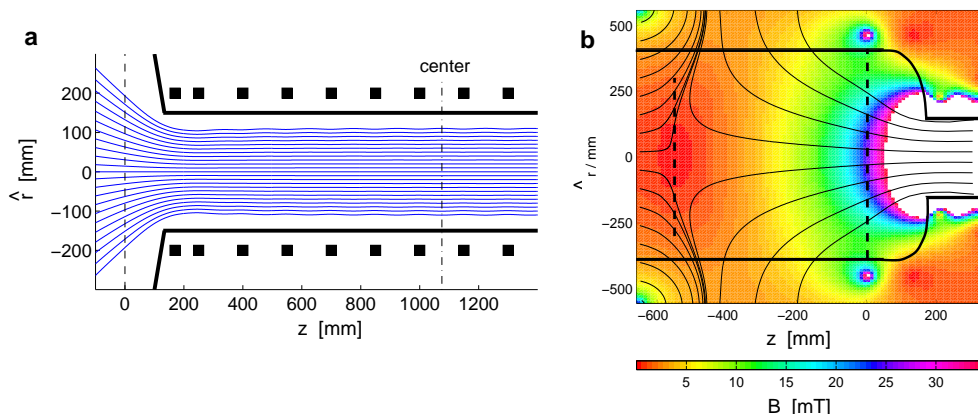 a
center
200
100
0
−100
−200
r̂ [mm]
0 200 400 600 800 1000 1200
z [mm]
b
500
250
0
−250
−500
^ r / mm
−600 −400 −200 0 200
z [mm]
5 10 15 20 25 30
B [mT]